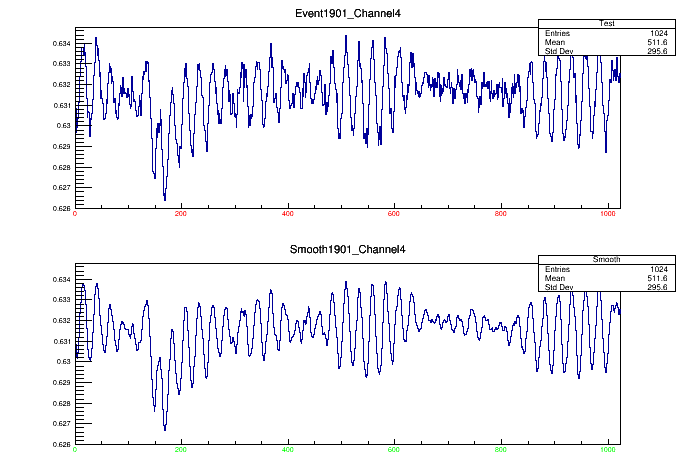 Event1901_Channel4
Test
Entries 1024
Mean 511.6
Std Dev 295.6
0.634
0.633
0.632
0.631
0.63
0.629
0.628
0.627
0.626
0 200 400 600 800 1000
Smooth1901_Channel4
Smooth
Entries 1024
Mean 511.6
Std Dev 295.6
0.634
0.633
0.632
0.631
0.63
0.629
0.628
0.627
0.626
0 200 400 600 800 1000